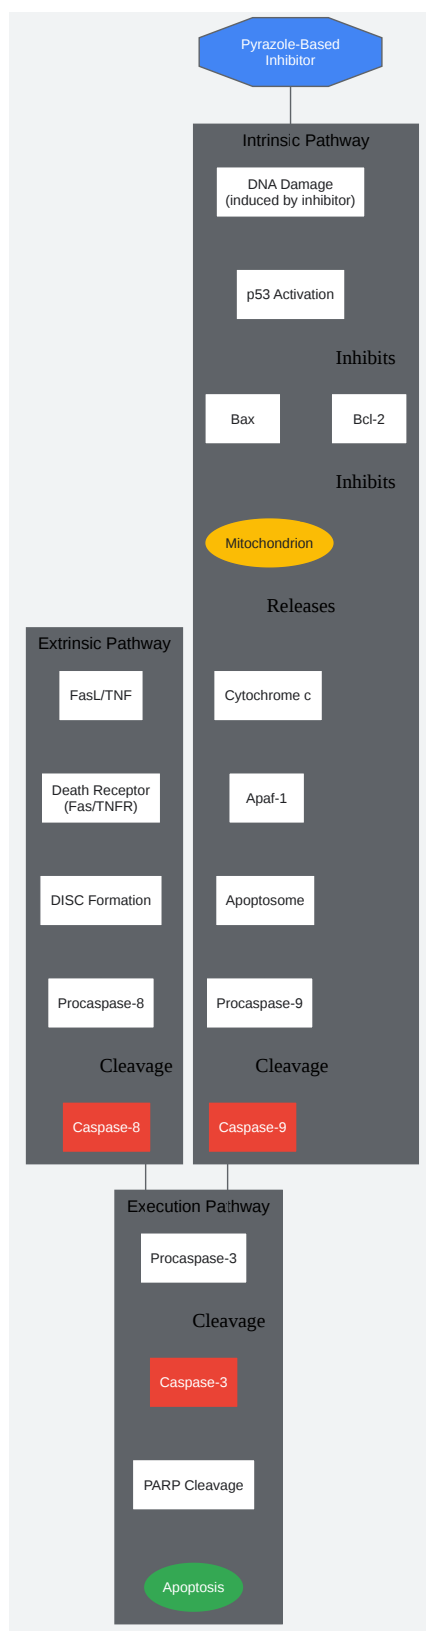 Pyrazole-Based
Inhibitor
Intrinsic Pathway
DNA Damage
(induced by inhibitor)
p53 Activation
Inhibits
Bax
Bcl-2
Inhibits
Mitochondrion
Releases
Extrinsic Pathway
FasL/TNF
Cytochrome c
Death Receptor
(Fas/TNFR)
Apaf-1
DISC Formation
Apoptosome
Procaspase-8
Procaspase-9
Cleavage
Cleavage
Caspase-8
Caspase-9
Execution Pathway
Procaspase-3
Cleavage
Caspase-3
PARP Cleavage
Apoptosis